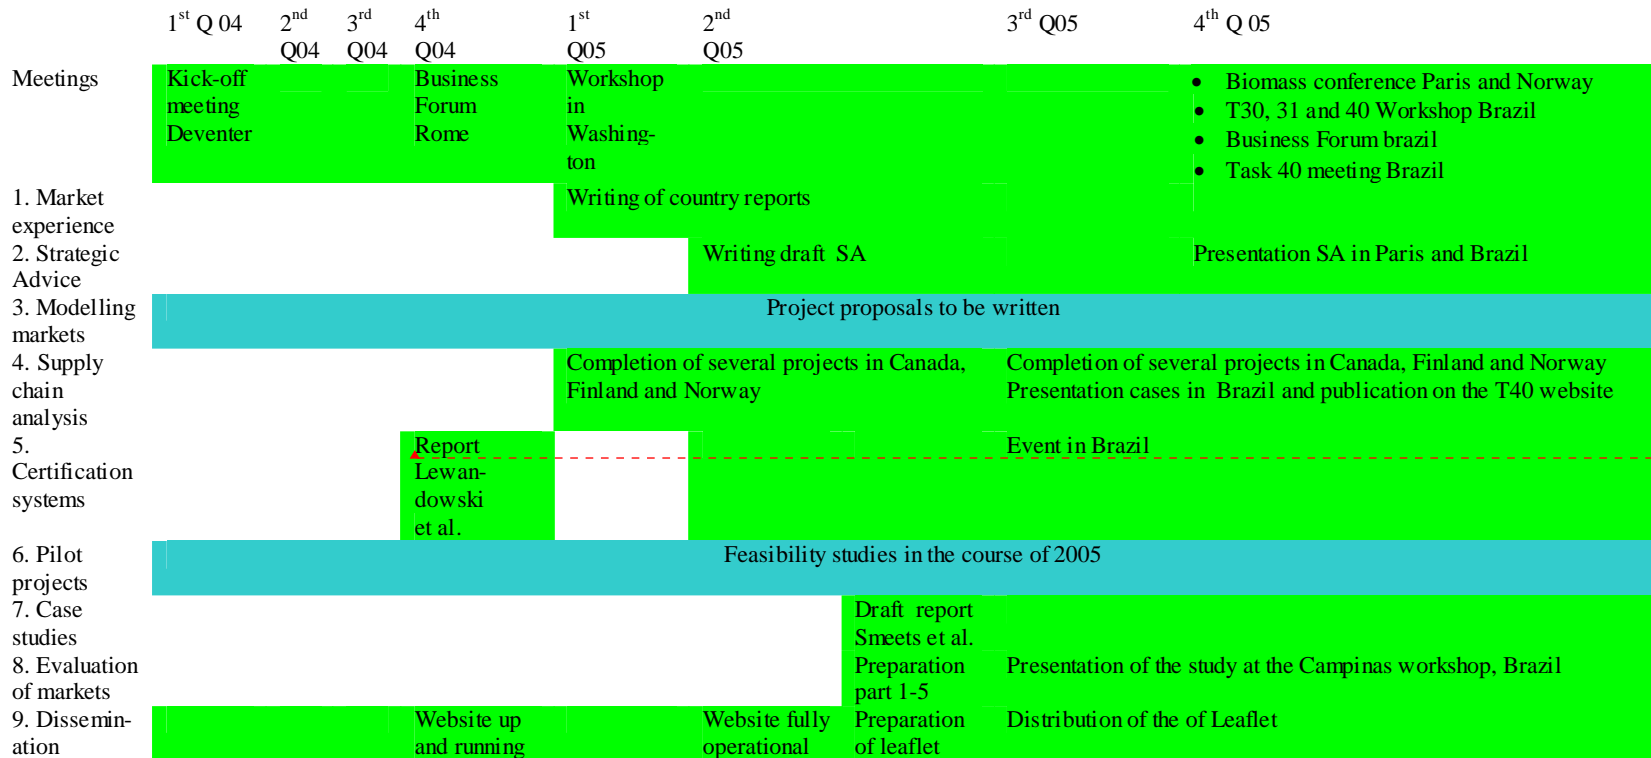 1st Q 04 2nd 3rd 4th 1st 2nd 3rd Q05 4th Q 05
Q04 Q04 Q04 Q05 Q05
Meetings Kick-off Business Workshop • Biomass conference Paris and Norway
meeting Forum in • T30, 31 and 40 Workshop Brazil
Deventer Rome Washing- • Business Forum brazil
ton • Task 40 meeting Brazil
1. Market Writing of country reports
experience
2. Strategic Writing draft SA Presentation SA in Paris and Brazil
Advice
3. Modelling Project proposals to be written
markets
4. Supply Completion of several projects in Canada, Completion of several projects in Canada, Finland and Norway
chain Finland and Norway Presentation cases in Brazil and publication on the T40 website
analysis
5. Report Event in Brazil
Certification Lewan-
systems dowski
et al.
6. Pilot Feasibility studies in the course of 2005
projects
7. Case Draft report
studies Smeets et al.
8. Evaluation Preparation Presentation of the study at the Campinas workshop, Brazil
of markets part 1-5
9. Dissemin- Website up Website fully Preparation Distribution of the of Leaflet
ation and running operational of leaflet